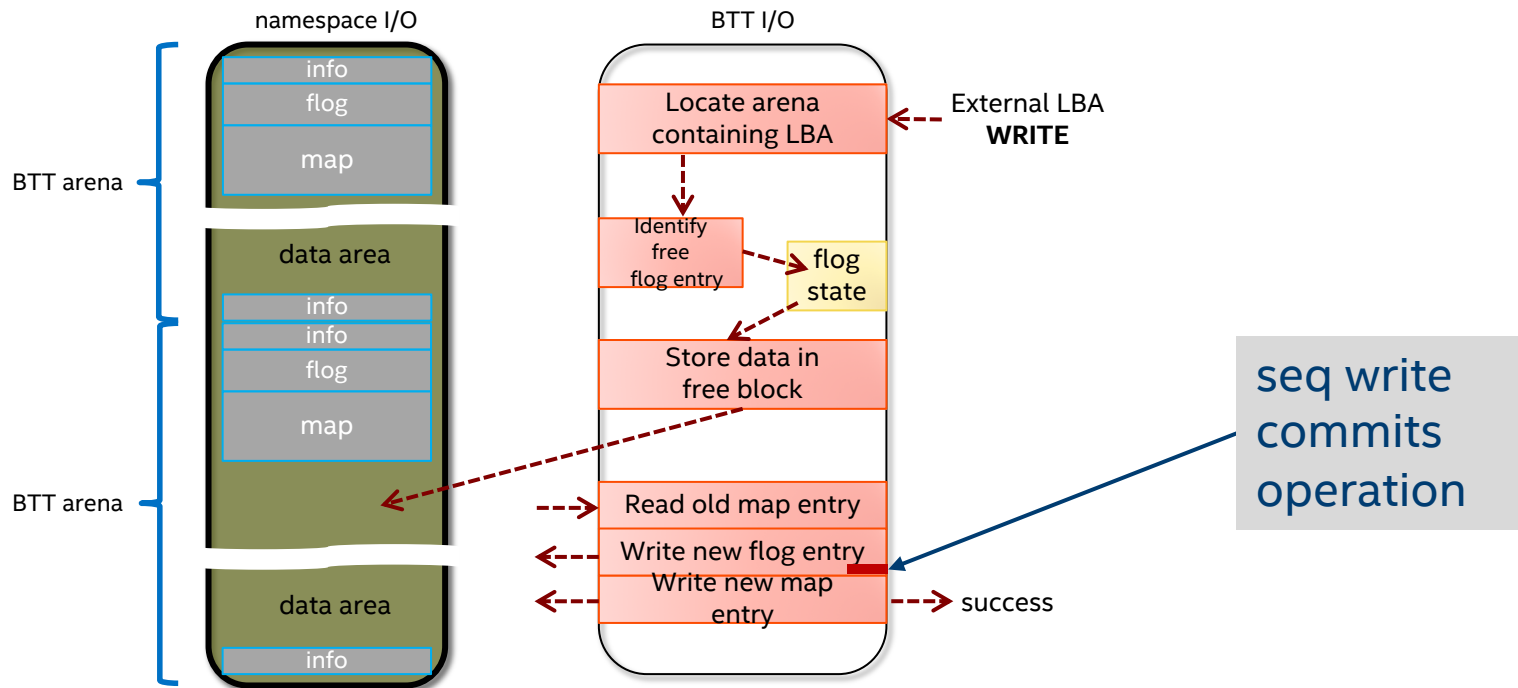 namespace I/O
info
flog
map
BTT arena
data area
info
info
flog
map
BTT arena
data area
info
BTT I/O
Locate arena
containing LBA
External LBA
WRITE
Identify
free
flog entry
flog
state
Store data in
free block
Read old map entry
Write new flog entry
Write new map
entry
success
seq write
commits
operation